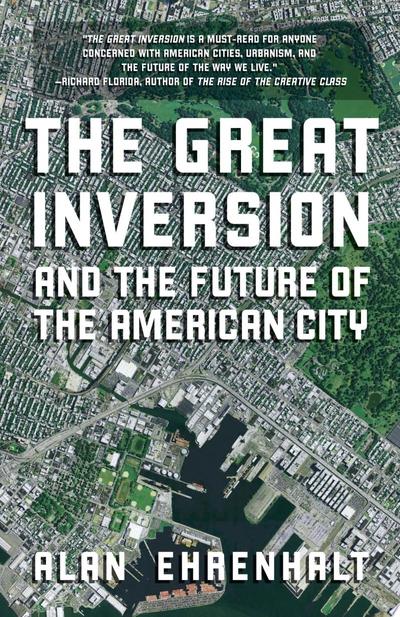 "THE GREAT INVERSION IS A MUST-READ FOR ANYONE
CONCERNED WITH AMERICAN CITIES, URBANISM, AND
THE FUTURE OF THE WAY WE LIVE."
—RICHARD FLORIDA, AUTHOR OF THE RISE OF THE CREATIVE CLASS
THE GREAT
INVERSION
AND THE FUTURE OF
THE AMERICAN CITY
ALAN EHRENHALT